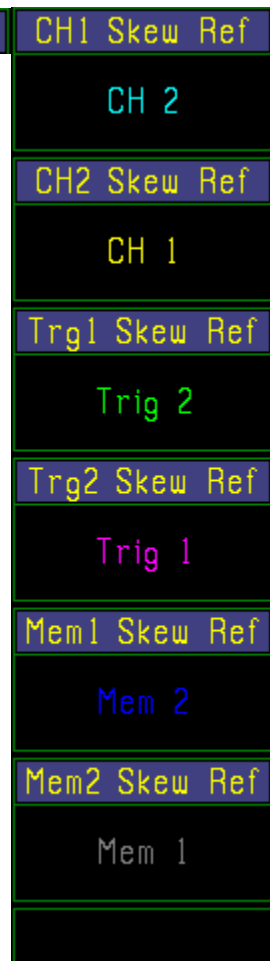 CH1 Skew Ref
CH 2
CH2 Skew Ref
CH 1
Trg1 Skew Ref
Trig 2
Trg2 Skew Ref
Trig 1
Mem1 Skew Ref
Mem 2
Mem2 Skew Ref
Mem 1